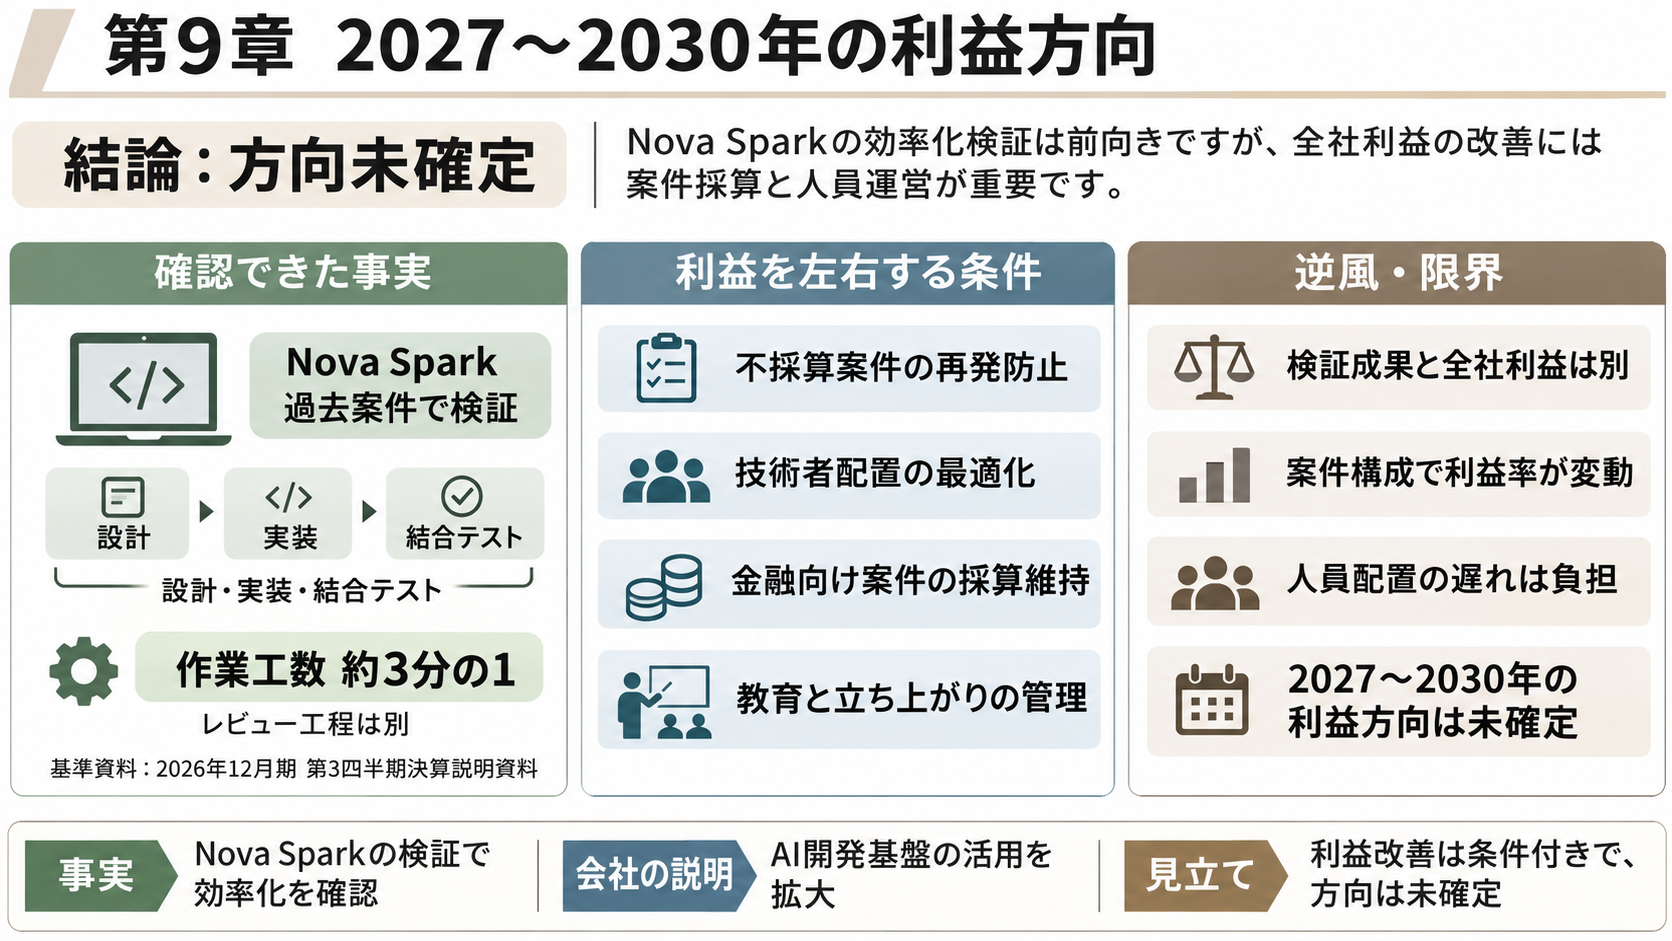 第9章 2027～2030年の利益方向
結論：方向未確定
Nova Sparkの効率化検証は前向きですが、全社利益の改善には
案件採算と人員運営が重要です。
確認できた事実
</>
Nova Spark
過去案件で検証
設計
</>
実装
結合テスト
設計・実装・結合テスト
作業工数 約3分の1
レビュー工程は別
基準資料：2026年12月期 第3四半期決算説明資料
利益を左右する条件
不採算案件の再発防止
技術者配置の最適化
金融向け案件の採算維持
教育と立ち上がりの管理
逆風・限界
検証成果と全社利益は別
案件構成で利益率が変動
人員配置の遅れは負担
2027～2030年の
利益方向は未確定
事実
Nova Sparkの検証で
効率化を確認
会社の説明
AI開発基盤の活用を
拡大
見立て
利益改善は条件付きで、
方向は未確定